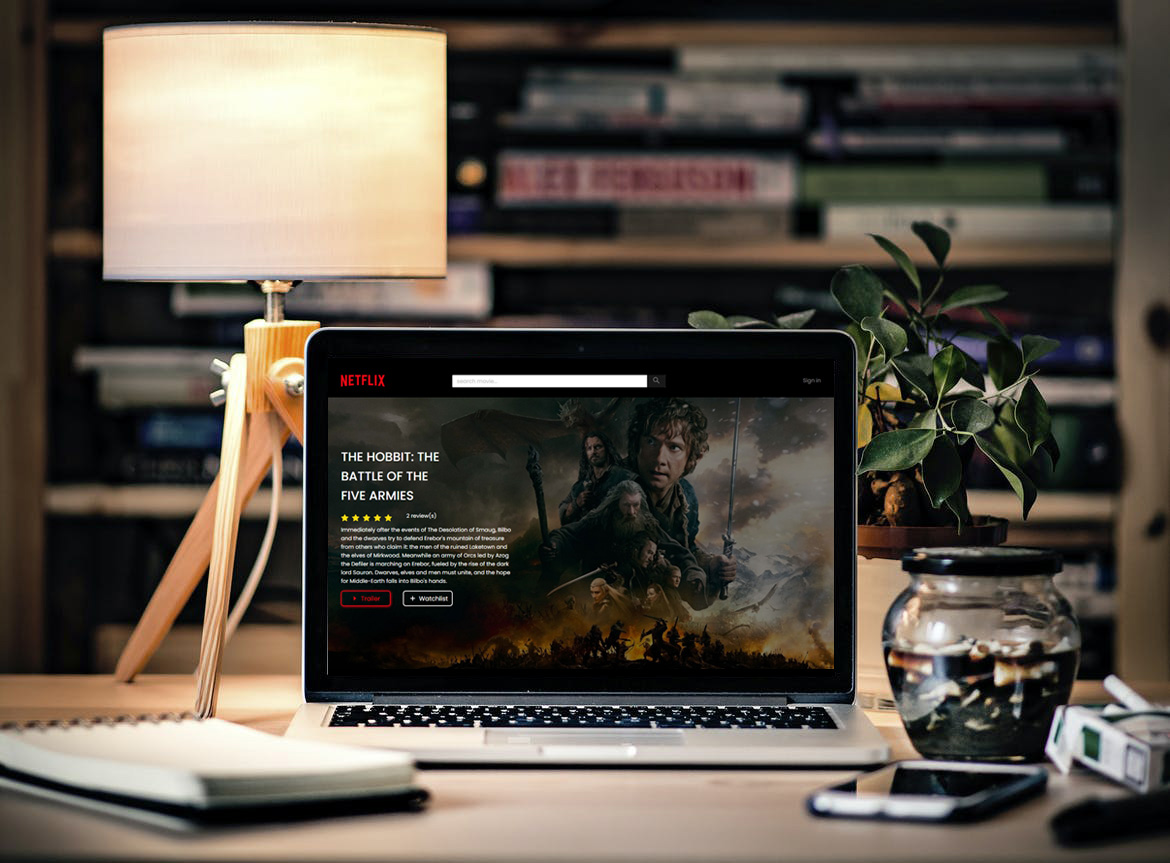 ALEX FERGUSON
NETFLIX
search movie...
Sign in
THE HOBBIT: THE
BATTLE OF THE
FIVE ARMIES
2 review(s)
Immediately after the events of The Desolation of Smaug, Bilbo
and the dwarves try to defend Erebor's mountain of treasure
from others who claim it: the men of the ruined Laketown and
the elves of Mirkwood. Meanwhile an army of Orcs led by Azog
the Defiler is marching on Erebor, fueled by the rise of the dark
lord Sauron. Dwarves, elves and men must unite, and the hope
for Middle-Earth falls into Bilbo's hands.
Trailer
+ Watchlist